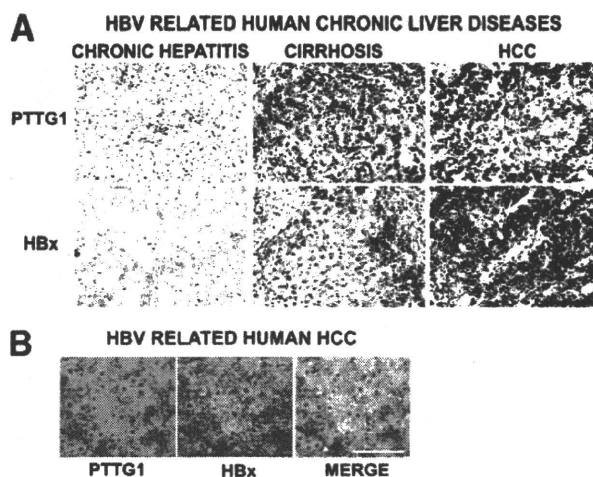 A HBV RELATED HUMAN CHRONIC LIVER DISEASES
CHRONIC HEPATITIS CIRRHOSIS HCC
PTTG1
HBx
B HBV RELATED HUMAN HCC
PTTG1 HBx MERGE